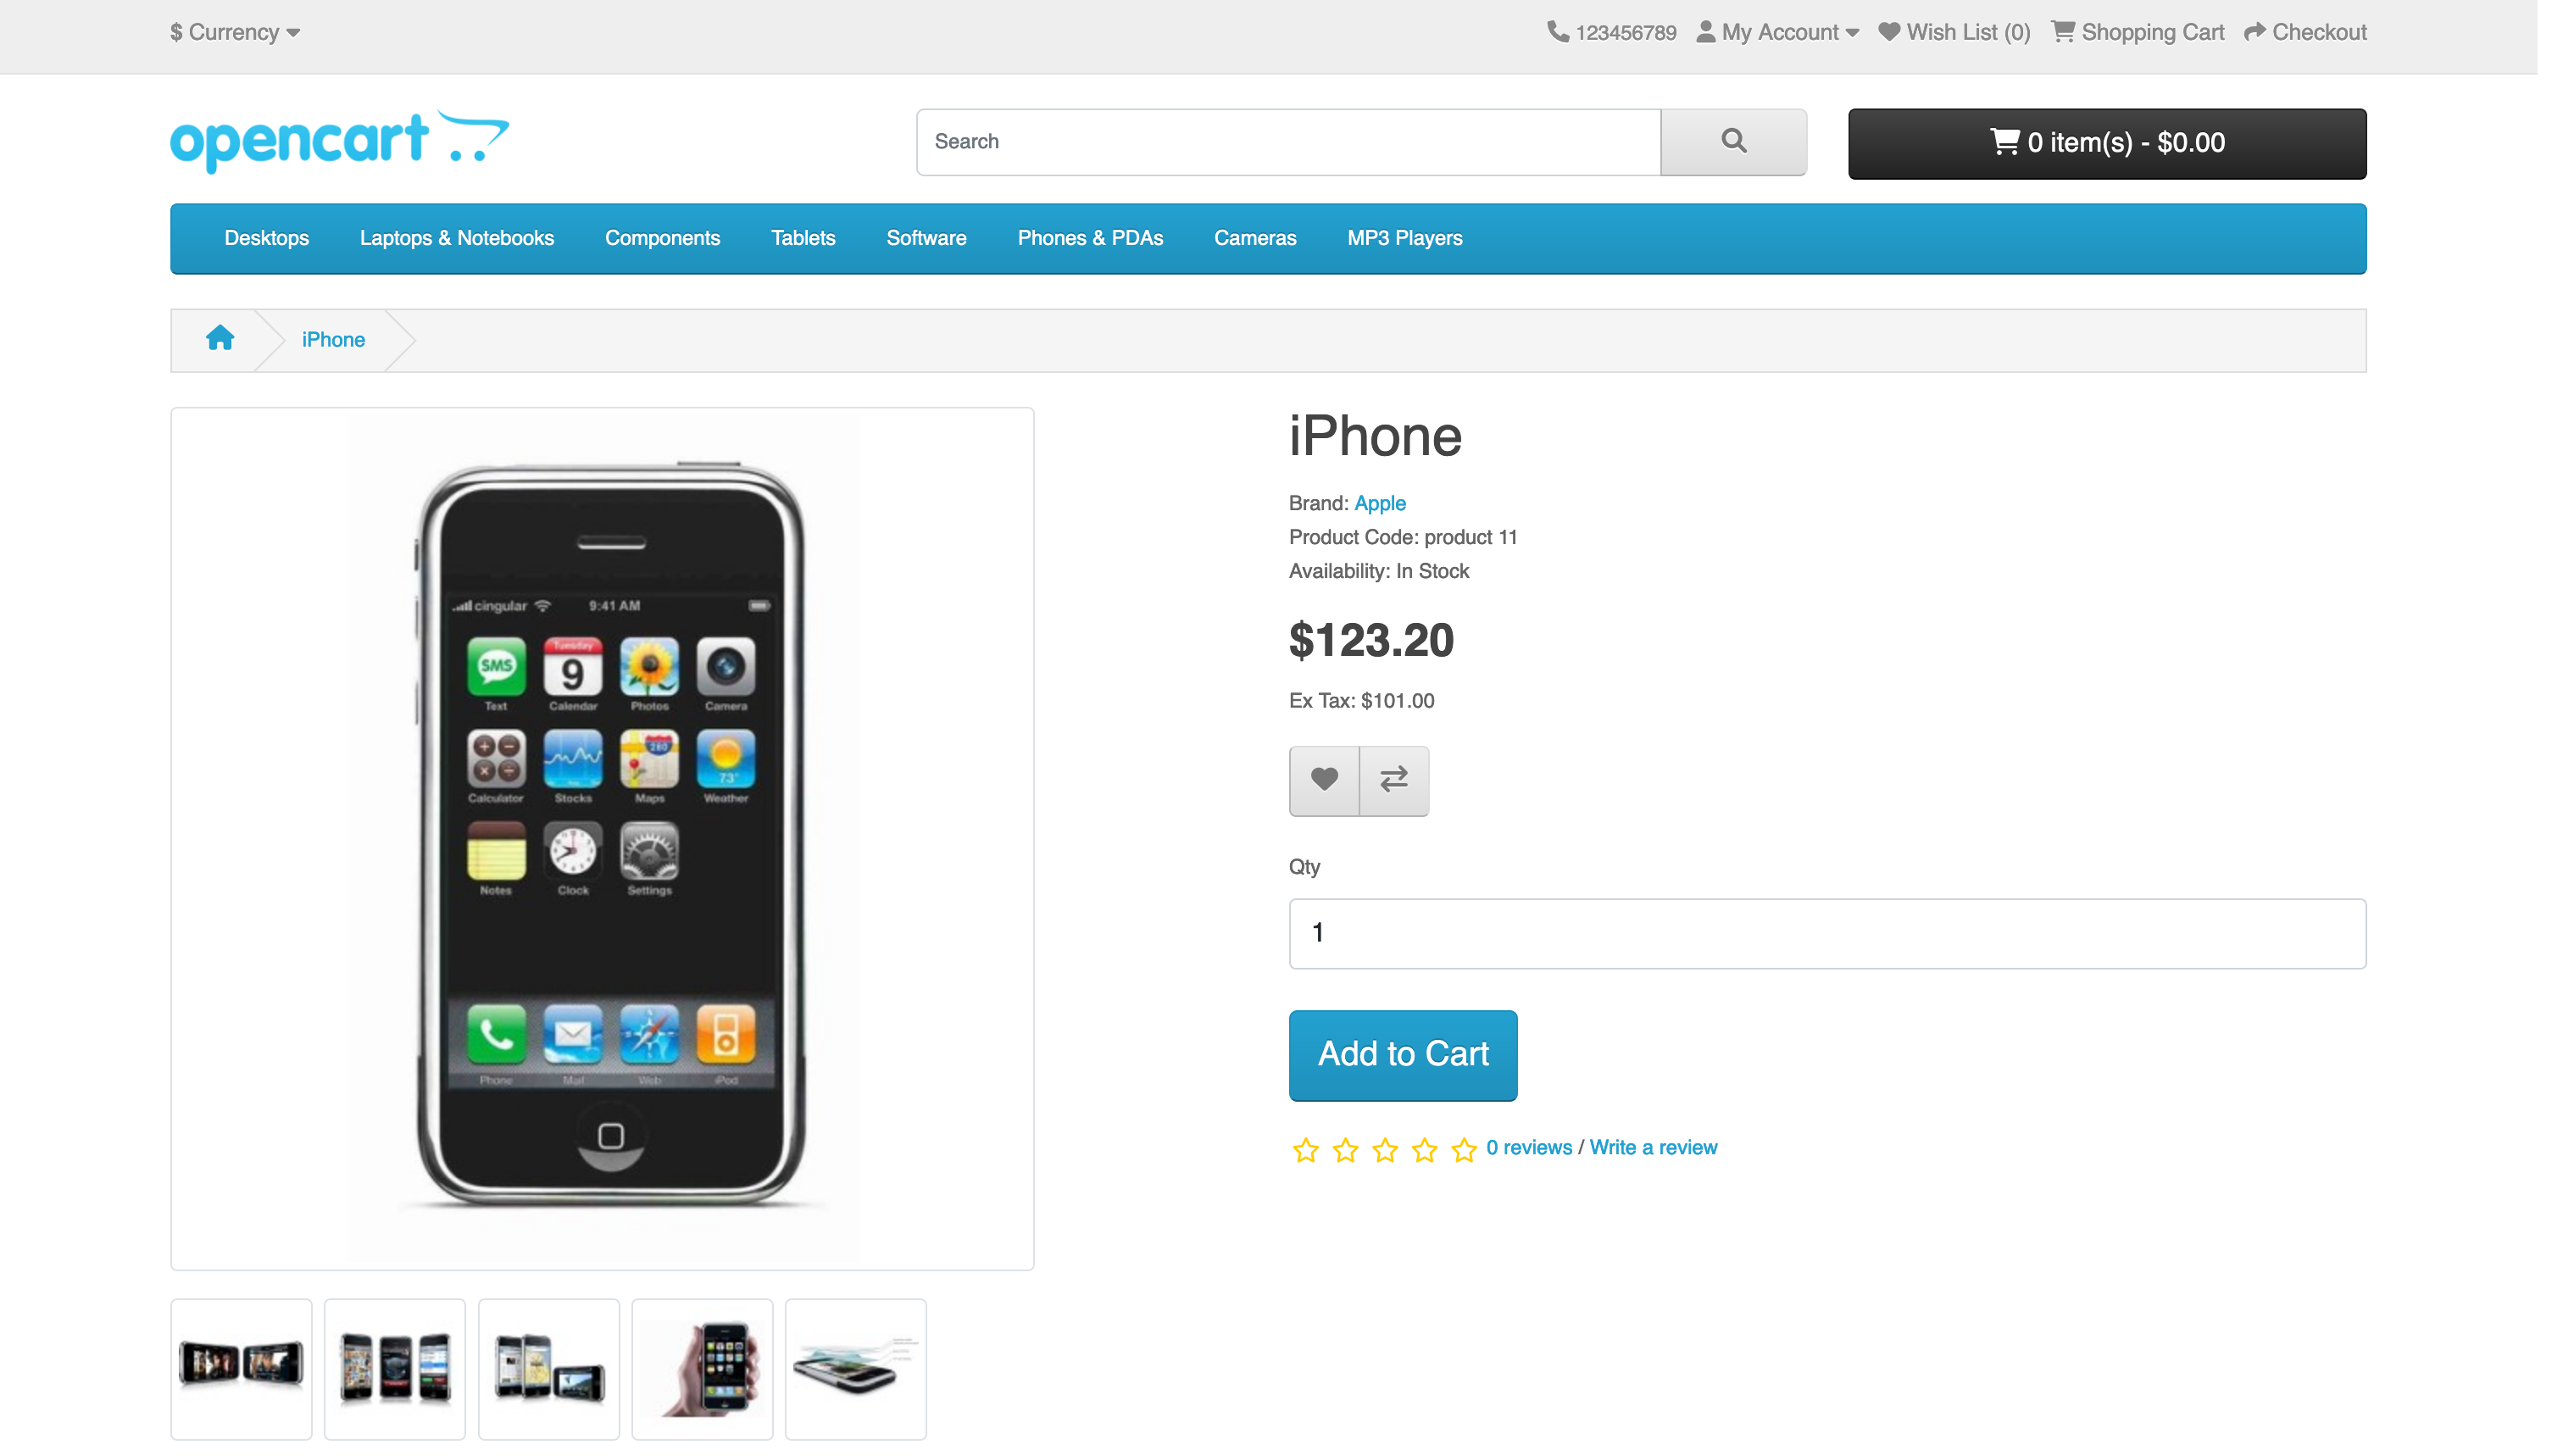 $ Currency
123456789 My Account Wish List (0) Shopping Cart Checkout
opencart
Search
0 item(s) - $0.00
Desktops Laptops & Notebooks Components Tablets Software Phones & PDAs Cameras MP3 Players
iPhone
iPhone
Brand: Apple
Product Code: product 11
Availability: In Stock
$123.20
Ex Tax: $101.00
Qty
1
Add to Cart
0 reviews / Write a review
cingular 9:41 AM
SMS
Tuesday
9
Text Calendar Photos Camera
280
73°
Calculator Stocks Maps Weather
Notes Clock Settings
Phone Mail Web iPod